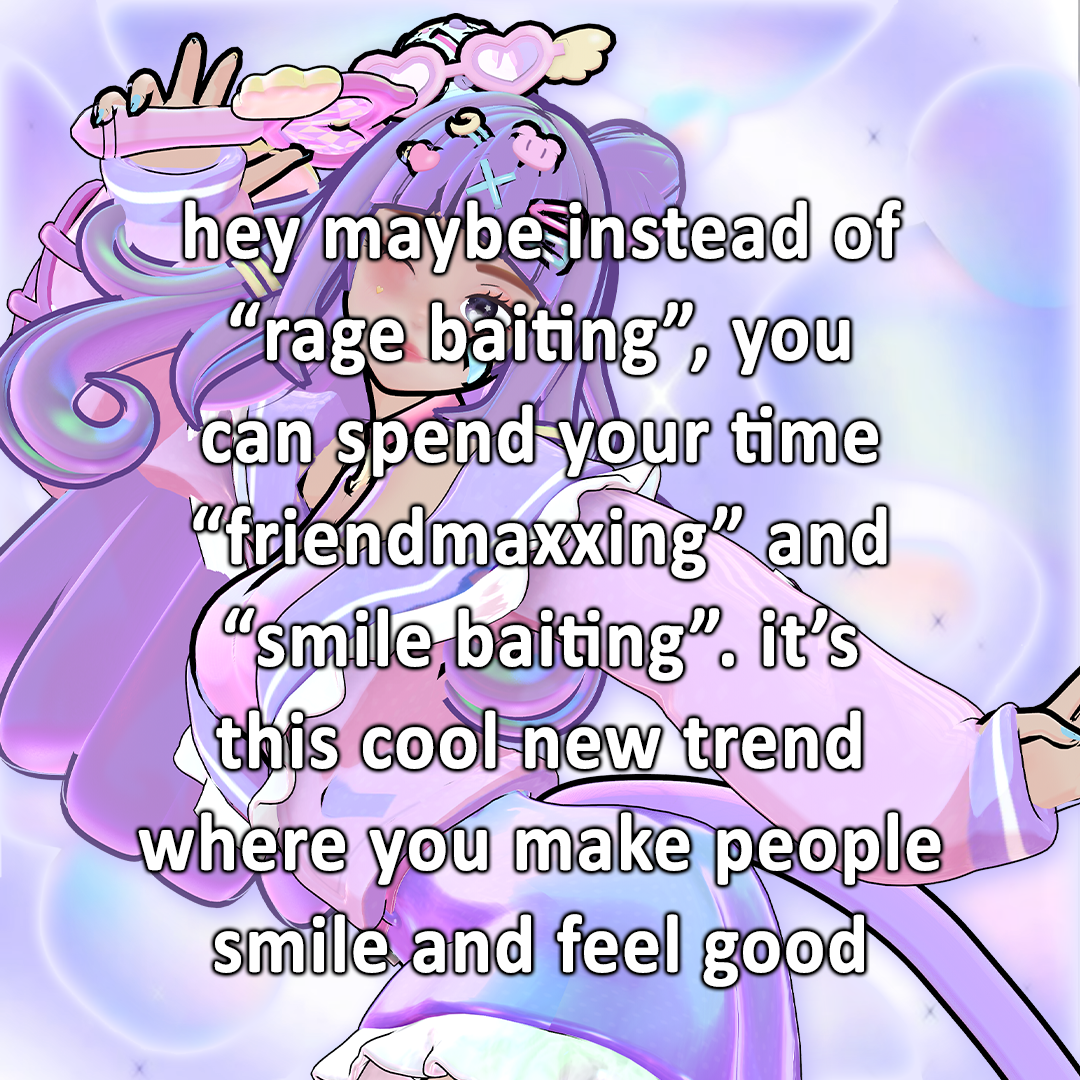 hey maybe instead of
“rage baiting”, you
can spend your time
“friendmaxxing” and
“smile baiting”. it’s
this cool new trend
where you make people
smile and feel good